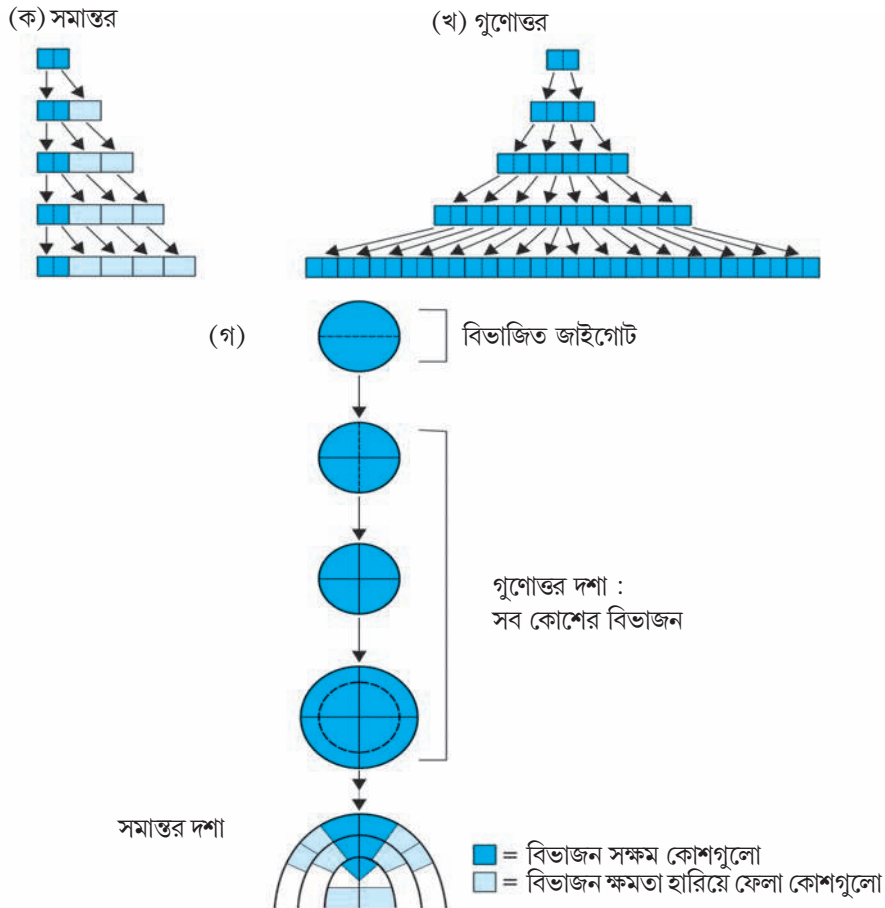 (ক) সমান্তর
(খ) গুণোত্তর
(গ)
বিভাজিত জাইগোট
গুণোত্তর দশা :
সব কোশের বিভাজন
সমান্তর দশা
= বিভাজন সক্ষম কোশগুলো
= বিভাজন ক্ষমতা হারিয়ে ফেলা কোশগুলো